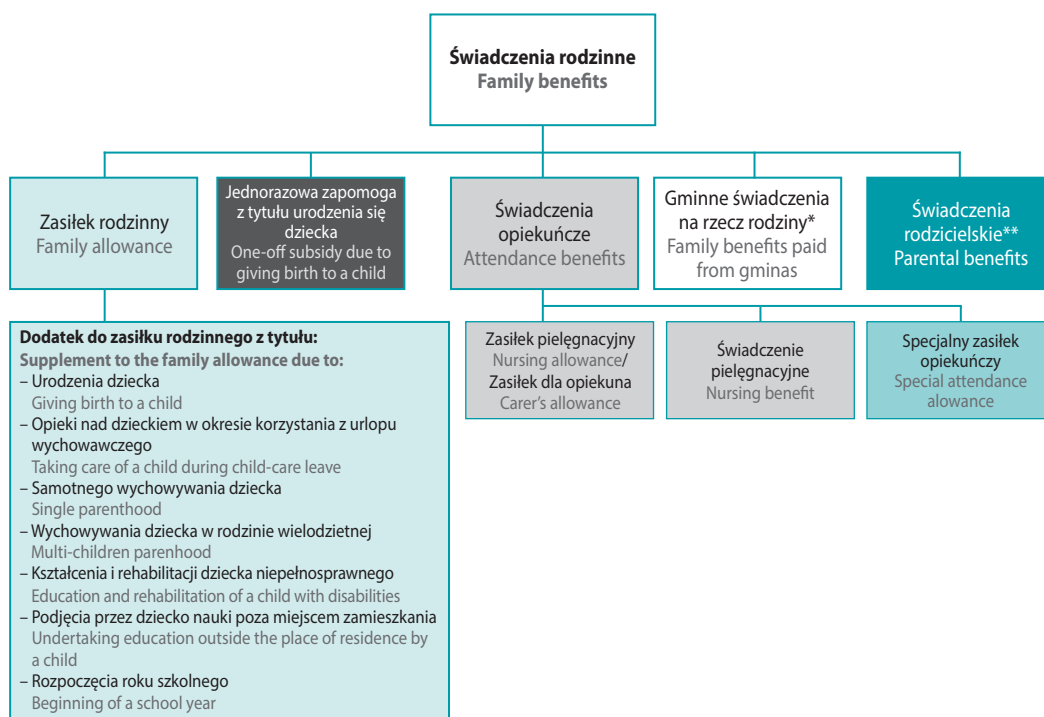 Świadczenia rodzinne
Family benefits
Zasiłek rodzinny
Family allowance
Jednorazowa zapomoga
z tytułu urodzenia się
dziecka
One-off subsidy due to
giving birth to a child
Świadczenia
opiekuńcze
Attendance benefits
Gminne świadczenia
na rzecz rodziny*
Family benefits paid
from gminas
Świadczenia
rodzicielskie**
Parental benefits
Dodatek do zasiłku rodzinnego z tytułu:
Supplement to the family allowance due to:
– Urodzenia dziecka
Giving birth to a child
– Opieki nad dzieckiem w okresie korzystania z urlopu
wychowawczego
Taking care of a child during child-care leave
– Samotnego wychowywania dziecka
Single parenthood
– Wychowywania dziecka w rodzinie wielodzietnej
Multi-children parenhood
– Kształcenia i rehabilitacji dziecka niepełnosprawnego
Education and rehabilitation of a child with disabilities
– Podjęcia przez dziecko nauki poza miejscem zamieszkania
Undertaking education outside the place of residence by
a child
– Rozpoczęcia roku szkolnego
Beginning of a school year
Zasiłek pielęgnacyjny
Nursing allowance/
Zasiłek dla opiekuna
Carer's allowance
Świadczenie
pielęgnacyjne
Nursing benefit
Specjalny zasiłek
opiekuńczy
Special attendance
alowance